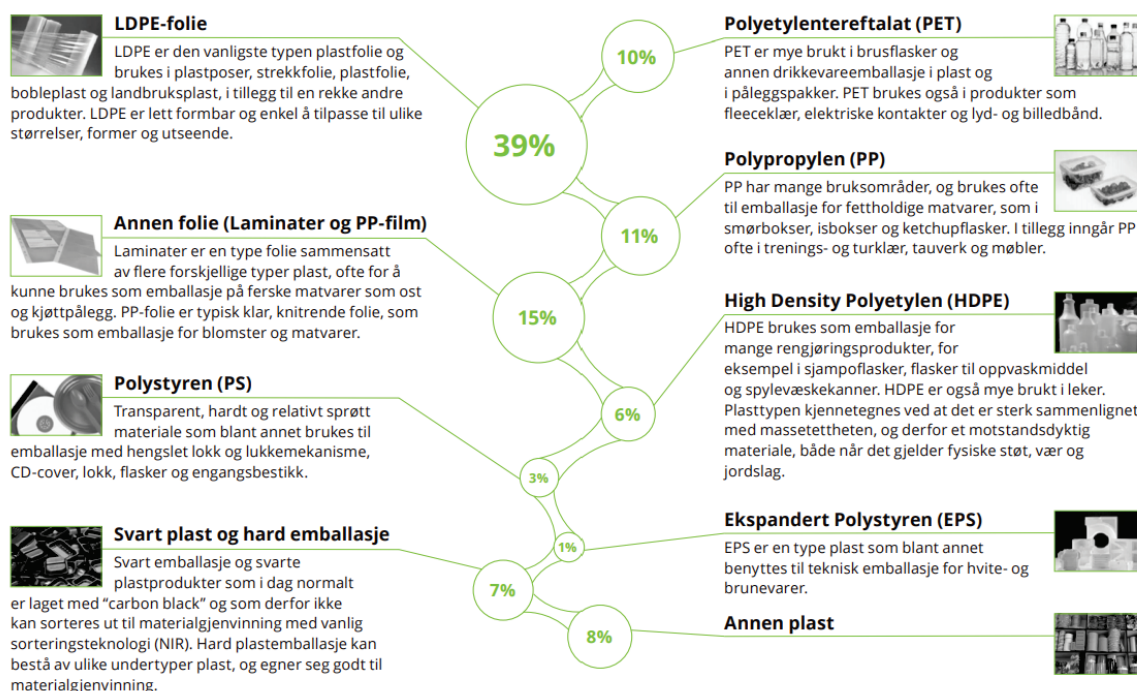 LDPE-folie
LDPE er den vanligste typen plastfolie og
brukes i plastposer, strekkfolie, plastfolie,
bobleplast og landbruksplast, i tillegg til en rekke andre
produkter. LDPE er lett formbar og enkel å tilpasse til ulike
størrelser, former og utseende.
39%
Polyetylentereftalat (PET)
PET er mye brukt i brusflasker og
annen drikkevareemballasje i plast og
i påleggspakker. PET brukes også i produkter som
fleeceklær, elektriske kontakter og lyd- og billedbånd.
10%
Polypropylen (PP)
PP har mange bruksområder, og brukes ofte
til emballasje for fettholdige matvarer, som i
smørbokser, isbokser og ketchupflasker. I tillegg inngår PP
ofte i trenings- og turklær, tauverk og møbler.
11%
Annen folie (Laminater og PP-film)
Laminater er en type folie sammensatt
av flere forskjellige typer plast, ofte for å
kunne brukes som emballasje på ferske matvarer som ost
og kjøttpålegg. PP-folie er typisk klar, knitrende folie, som
brukes som emballasje for blomster og matvarer.
15%
High Density Polyetylen (HDPE)
HDPE brukes som emballasje for
mange rengjøringsprodukter, for
eksempel i sjampoflasker, flasker til oppvaskmiddel
og spylevæskekanner. HDPE er også mye brukt i leker.
Plasttypen kjennetegnes ved at det er sterk sammenlignet
med massetettheten, og derfor et motstandsdyktig
materiale, både når det gjelder fysiske støt, vær og
jordslag.
6%
Polystyren (PS)
Transparent, hardt og relativt sprøtt
materiale som blant annet brukes til
emballasje med hengslet lokk og lukkemekanisme,
CD-cover, lokk, flasker og engangsbestikk.
3%
Ekspandert Polystyren (EPS)
EPS er en type plast som blant annet
benyttes til teknisk emballasje for hvite- og
brunevarer.
1%
Svart plast og hard emballasje
Svart emballasje og svarte
plastprodukter som i dag normalt
er laget med “carbon black” og som derfor ikke
kan sorteres ut til materialgjenvinning med vanlig
sorteringsteknologi (NIR). Hard plastemballasje kan
bestå av ulike undertyper plast, og egner seg godt til
materialgjenvinning.
7%
Annen plast
8%